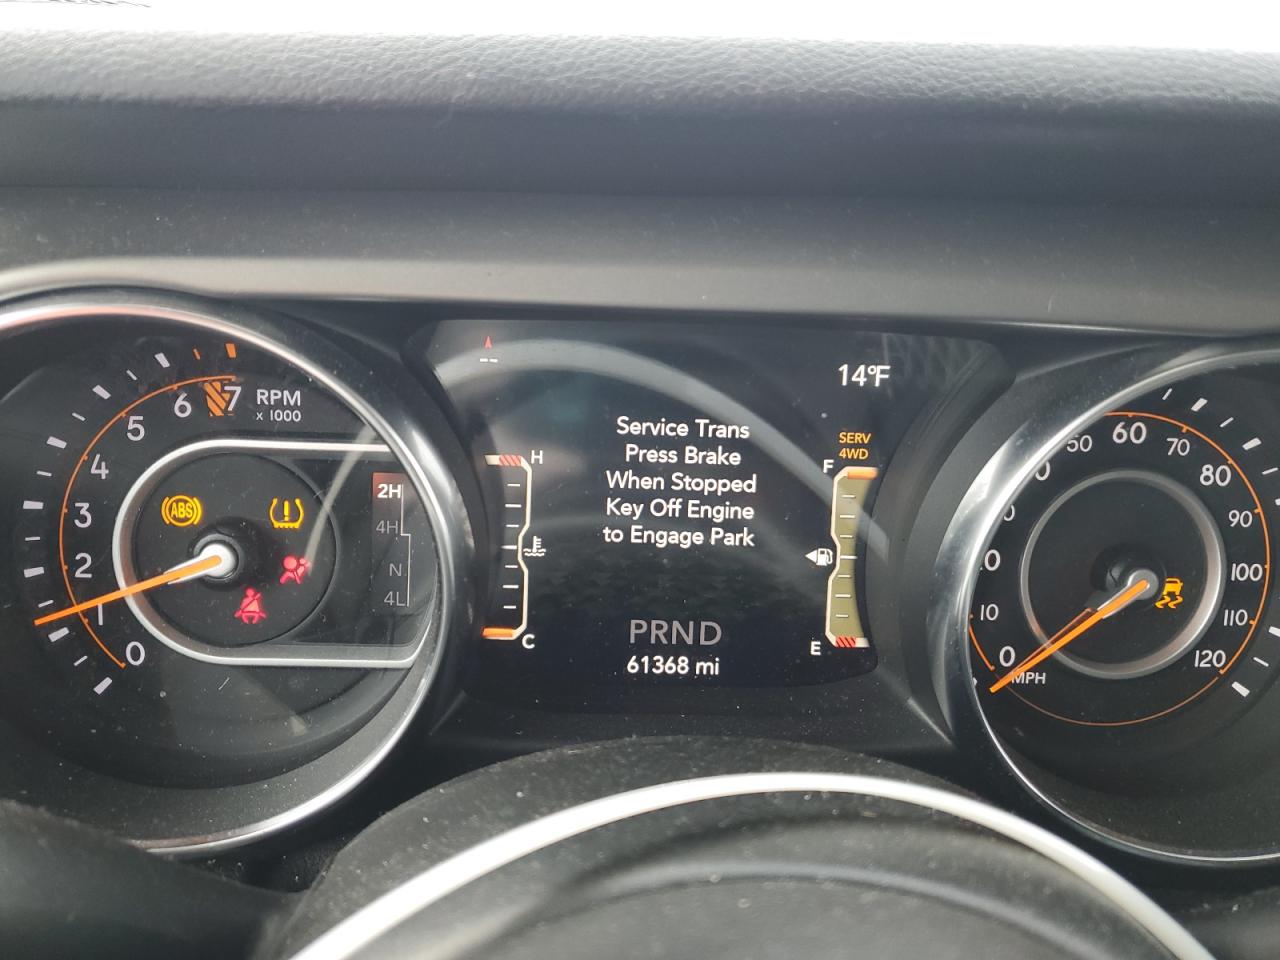 7
6
RPM
x 1000
5
4
3
2
1
0
ABS
!
2H
4H
N
4L
--
14°F
Service Trans
Press Brake
When Stopped
Key Off Engine
to Engage Park
SERV
4WD
H
C
F
E
PRND
61368 mi
0
10
50
60
70
80
90
100
110
120
MPH